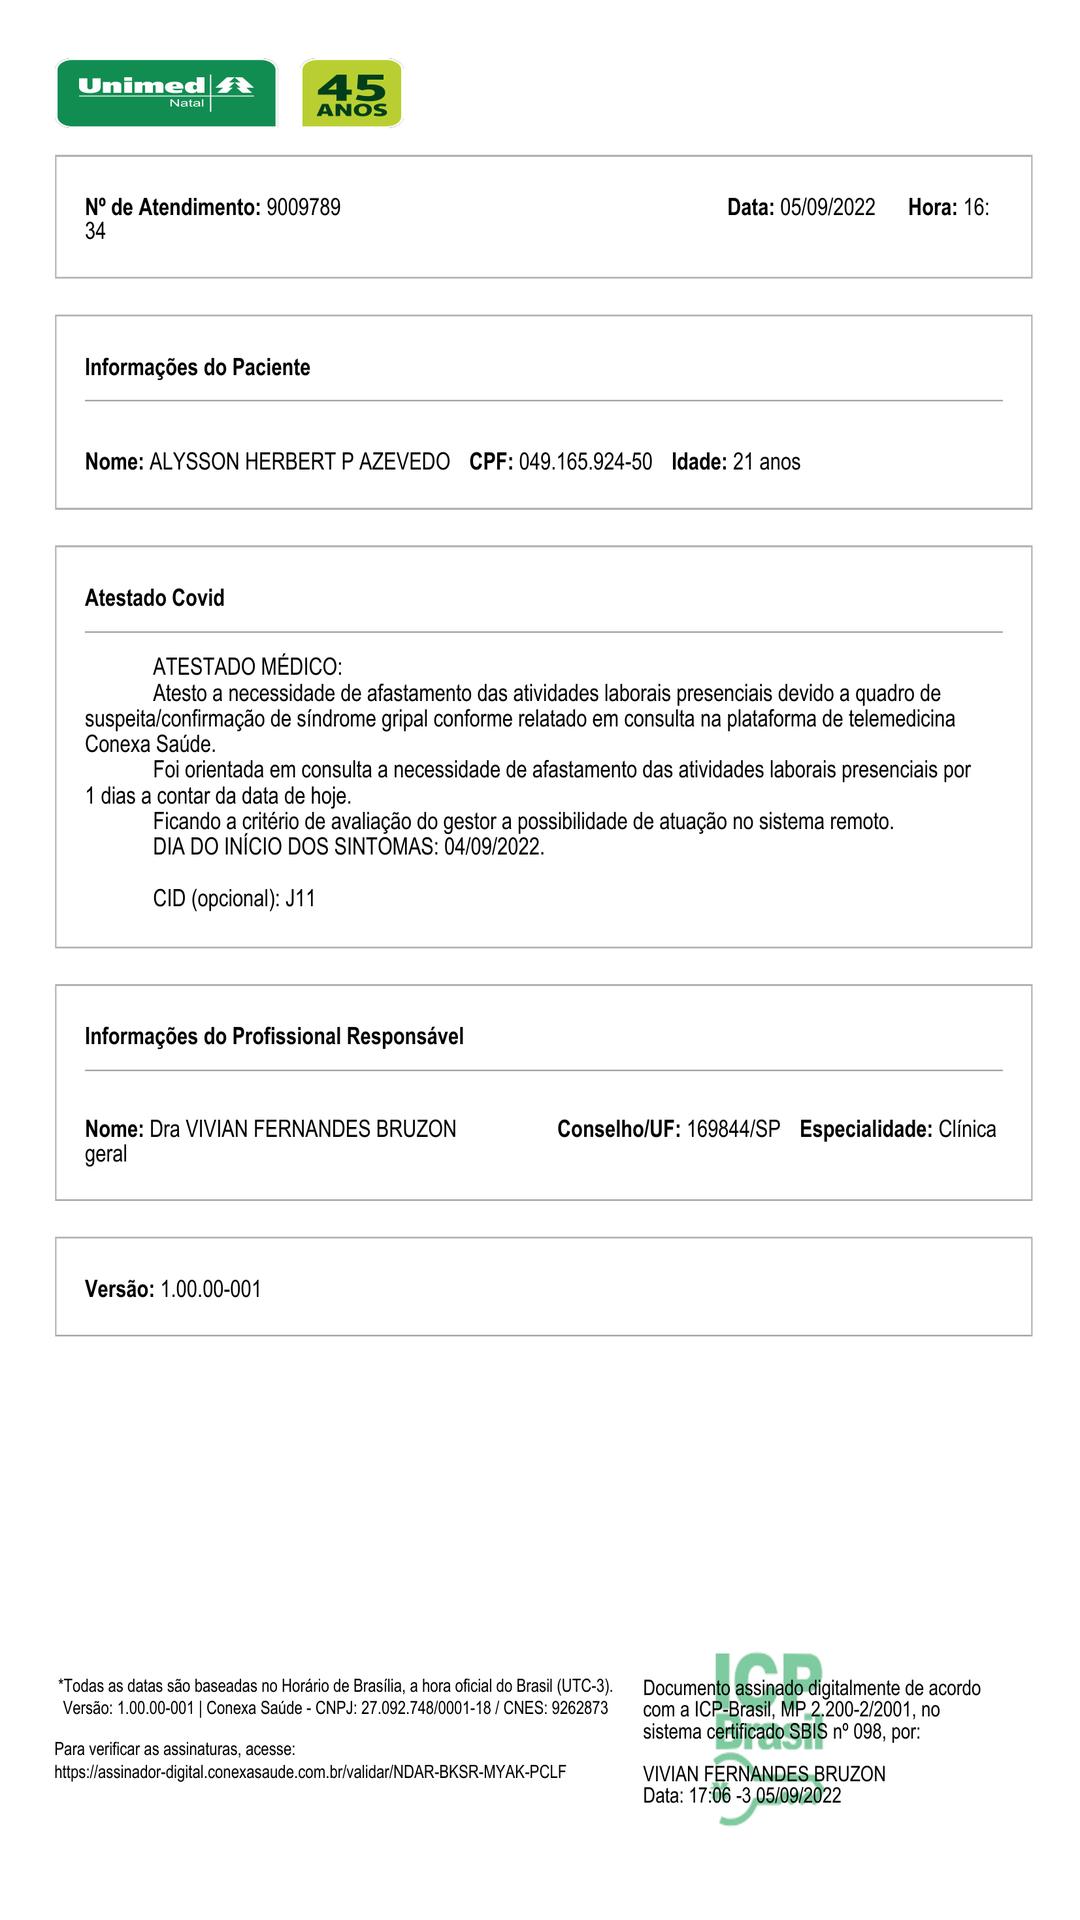 Unimed
Natal
45
ANOS
Nº de Atendimento: 9009789 Data: 05/09/2022 Hora: 16:
34
Informações do Paciente
Nome: ALYSSON HERBERT P AZEVEDO CPF: 049.165.924-50 Idade: 21 anos
Atestado Covid
ATESTADO MÉDICO:
Atesto a necessidade de afastamento das atividades laborais presenciais devido a quadro de
suspeita/confirmação de síndrome gripal conforme relatado em consulta na plataforma de telemedicina
Conexa Saúde.
Foi orientada em consulta a necessidade de afastamento das atividades laborais presenciais por
1 dias a contar da data de hoje.
Ficando a critério de avaliação do gestor a possibilidade de atuação no sistema remoto.
DIA DO INÍCIO DOS SINTOMAS: 04/09/2022.
CID (opcional): J11
Informações do Profissional Responsável
Nome: Dra VIVIAN FERNANDES BRUZON Conselho/UF: 169844/SP Especialidade: Clínica
geral
Versão: 1.00.00-001
*Todas as datas são baseadas no Horário de Brasília, a hora oficial do Brasil (UTC-3).
Versão: 1.00.00-001 | Conexa Saúde - CNPJ: 27.092.748/0001-18 / CNES: 9262873
Para verificar as assinaturas, acesse:
https://assinador-digital.conexasaude.com.br/validar/NDAR-BKSR-MYAK-PCLF
ICP
Brasil
Documento assinado digitalmente de acordo
com a ICP-Brasil, MP 2.200-2/2001, no
sistema certificado SBIS nº 098, por:
VIVIAN FERNANDES BRUZON
Data: 17:06 -3 05/09/2022